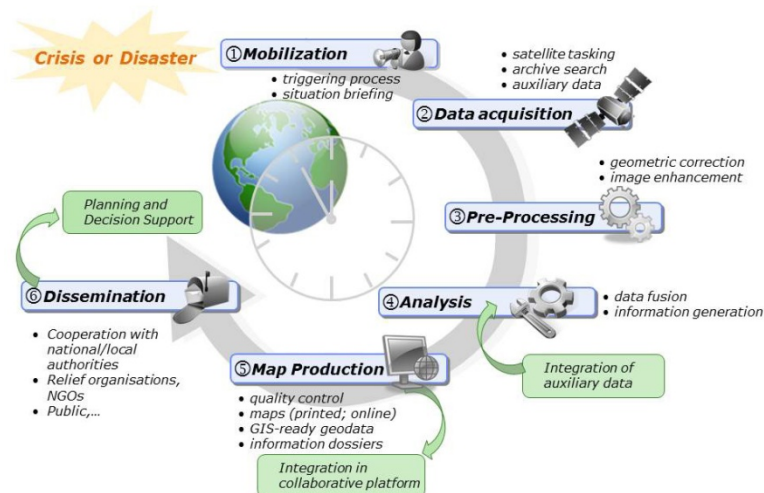 Crisis or Disaster
①Mobilization
• triggering process
• situation briefing
• satellite tasking
• archive search
• auxiliary data
②Data acquisition
• geometric correction
• image enhancement
③Pre-Processing
④Analysis
• data fusion
• information generation
Integration of
auxiliary data
⑤Map Production
• quality control
• maps (printed; online)
• GIS-ready geodata
• information dossiers
Integration in
collaborative platform
⑥Dissemination
• Cooperation with
national/local
authorities
• Relief organisations,
NGOs
• Public,...
Planning and
Decision Support